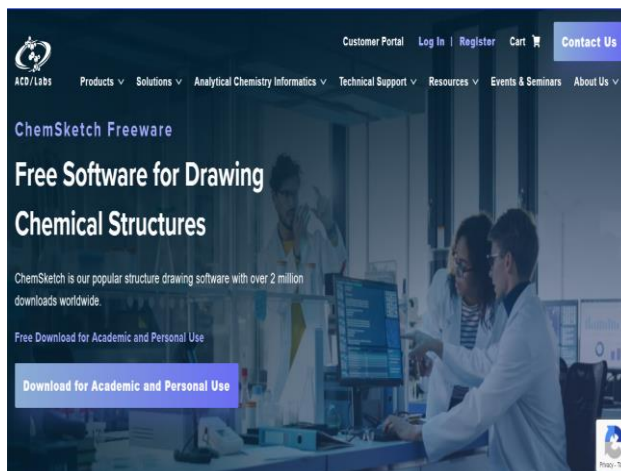 Customer Portal Log In | Register Cart Contact Us
ACD/Labs
Products Solutions Analytical Chemistry Informatics Technical Support Resources Events & Seminars About Us
ChemSketch Freeware
Free Software for Drawing
Chemical Structures
ChemSketch is our popular structure drawing software with over 2 million
downloads worldwide.
Free Download for Academic and Personal Use
Download for Academic and Personal Use